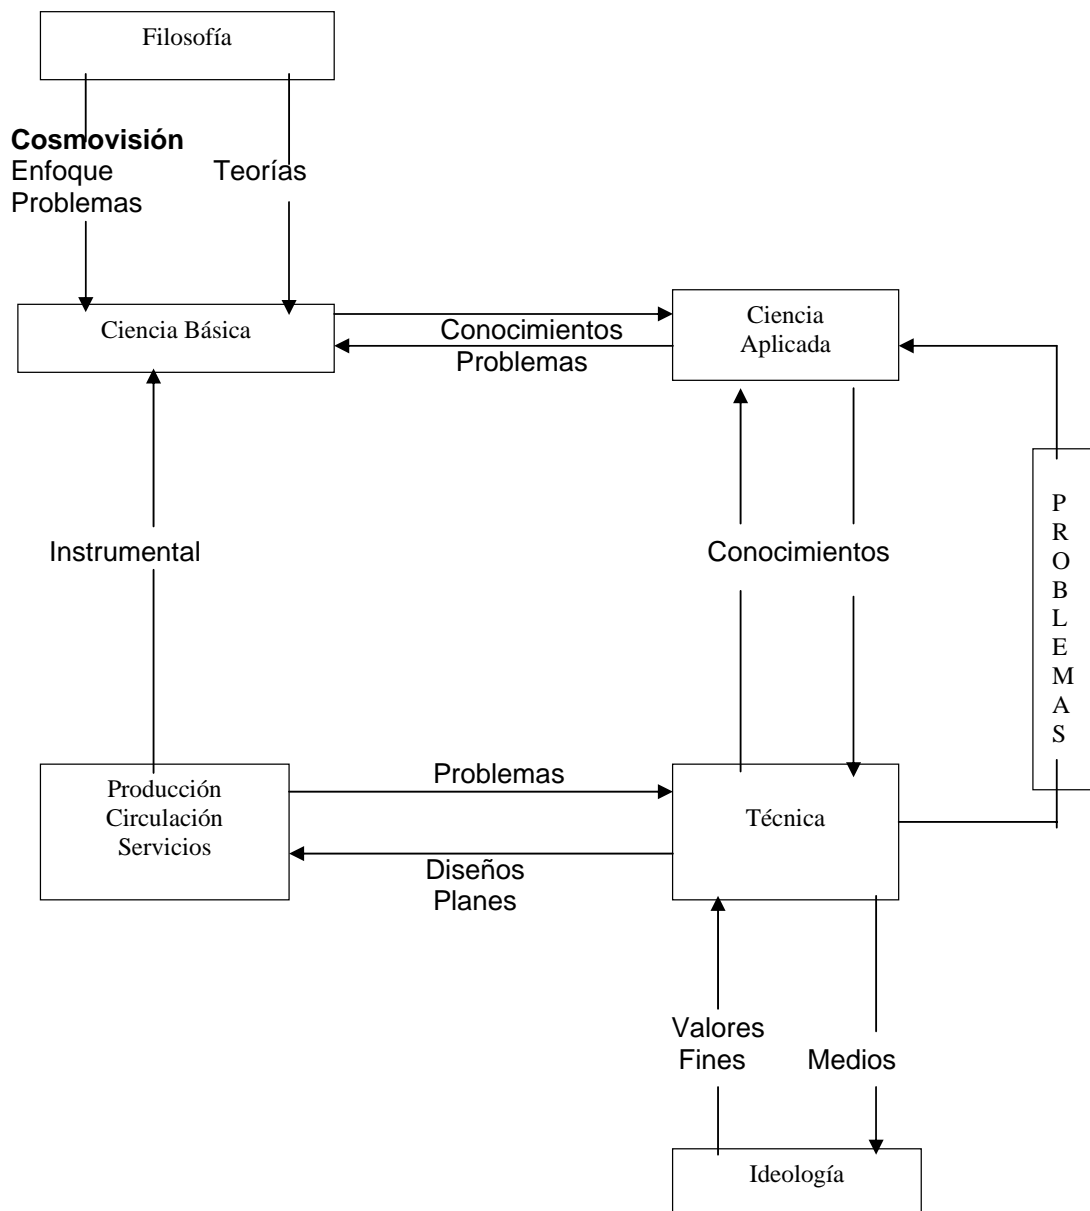 Filosofía
Cosmovisión
Enfoque
Problemas
Teorías
Ciencia Básica
Conocimientos
Problemas
Ciencia
Aplicada
P
R
O
B
L
E
M
A
S
Instrumental
Conocimientos
Producción
Circulación
Servicios
Problemas
Diseños
Planes
Técnica
Valores
Fines
Medios
Ideología